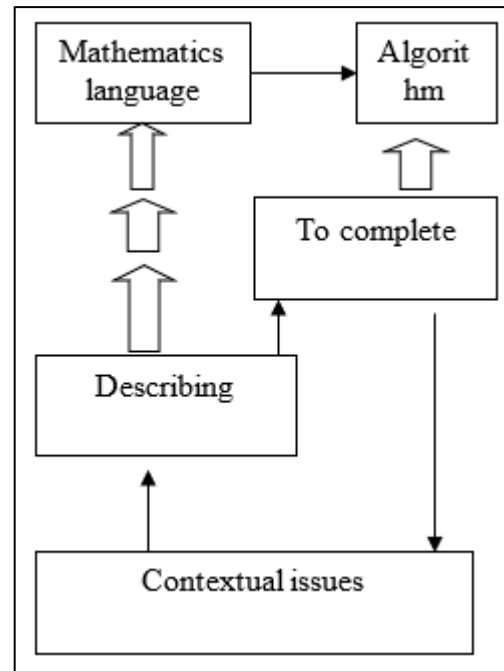 Mathematics
language
Algorit
hm
To complete
Describing
Contextual issues